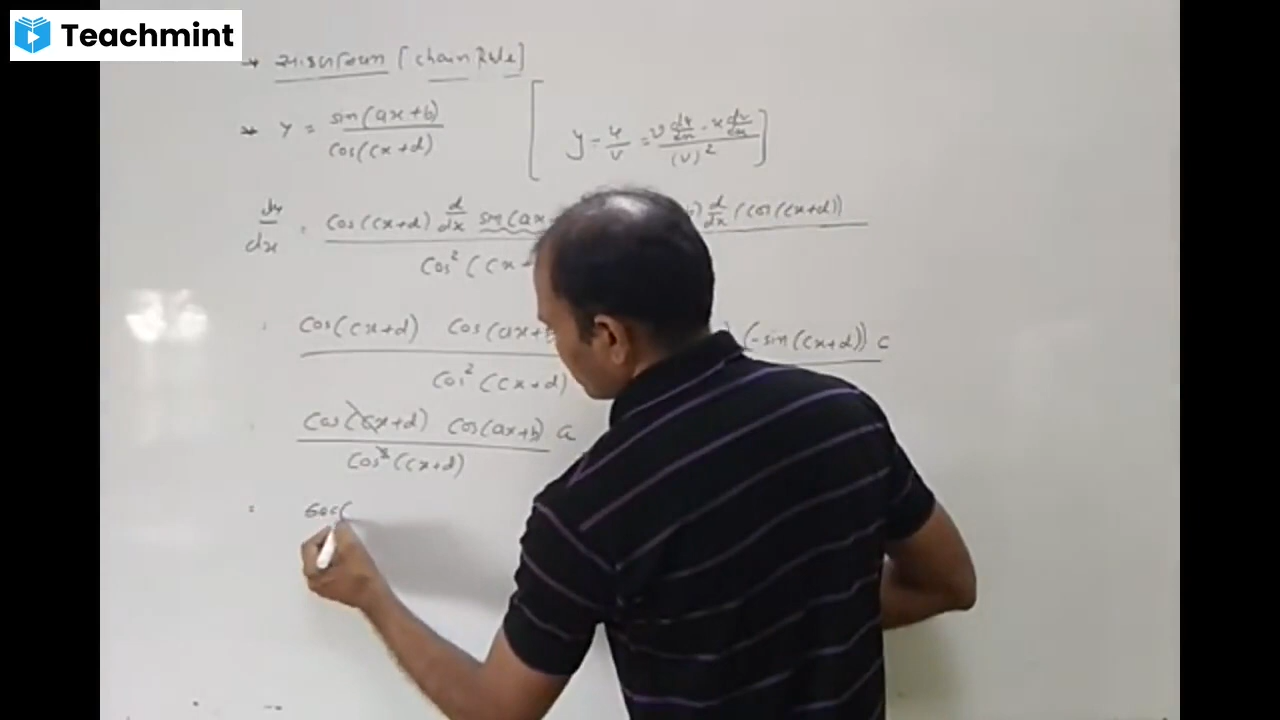 Teachmint
→ [Chain Rule]
* y = sin(ax+b) / cos(cx+d) [ y = u/v = v du/dx - u dv/dx / (v)² ]
dy/dx = cos(cx+d) d/dx sin(ax ) d/dx (cos(cx+d)) / cos² (cx+
= cos(cx+d) cos(ax+b ) (-sin(cx+d)) c / cos² (cx+d)
= cos(cx+d) cos(ax+b) a / cos² (cx+d)
= sec(